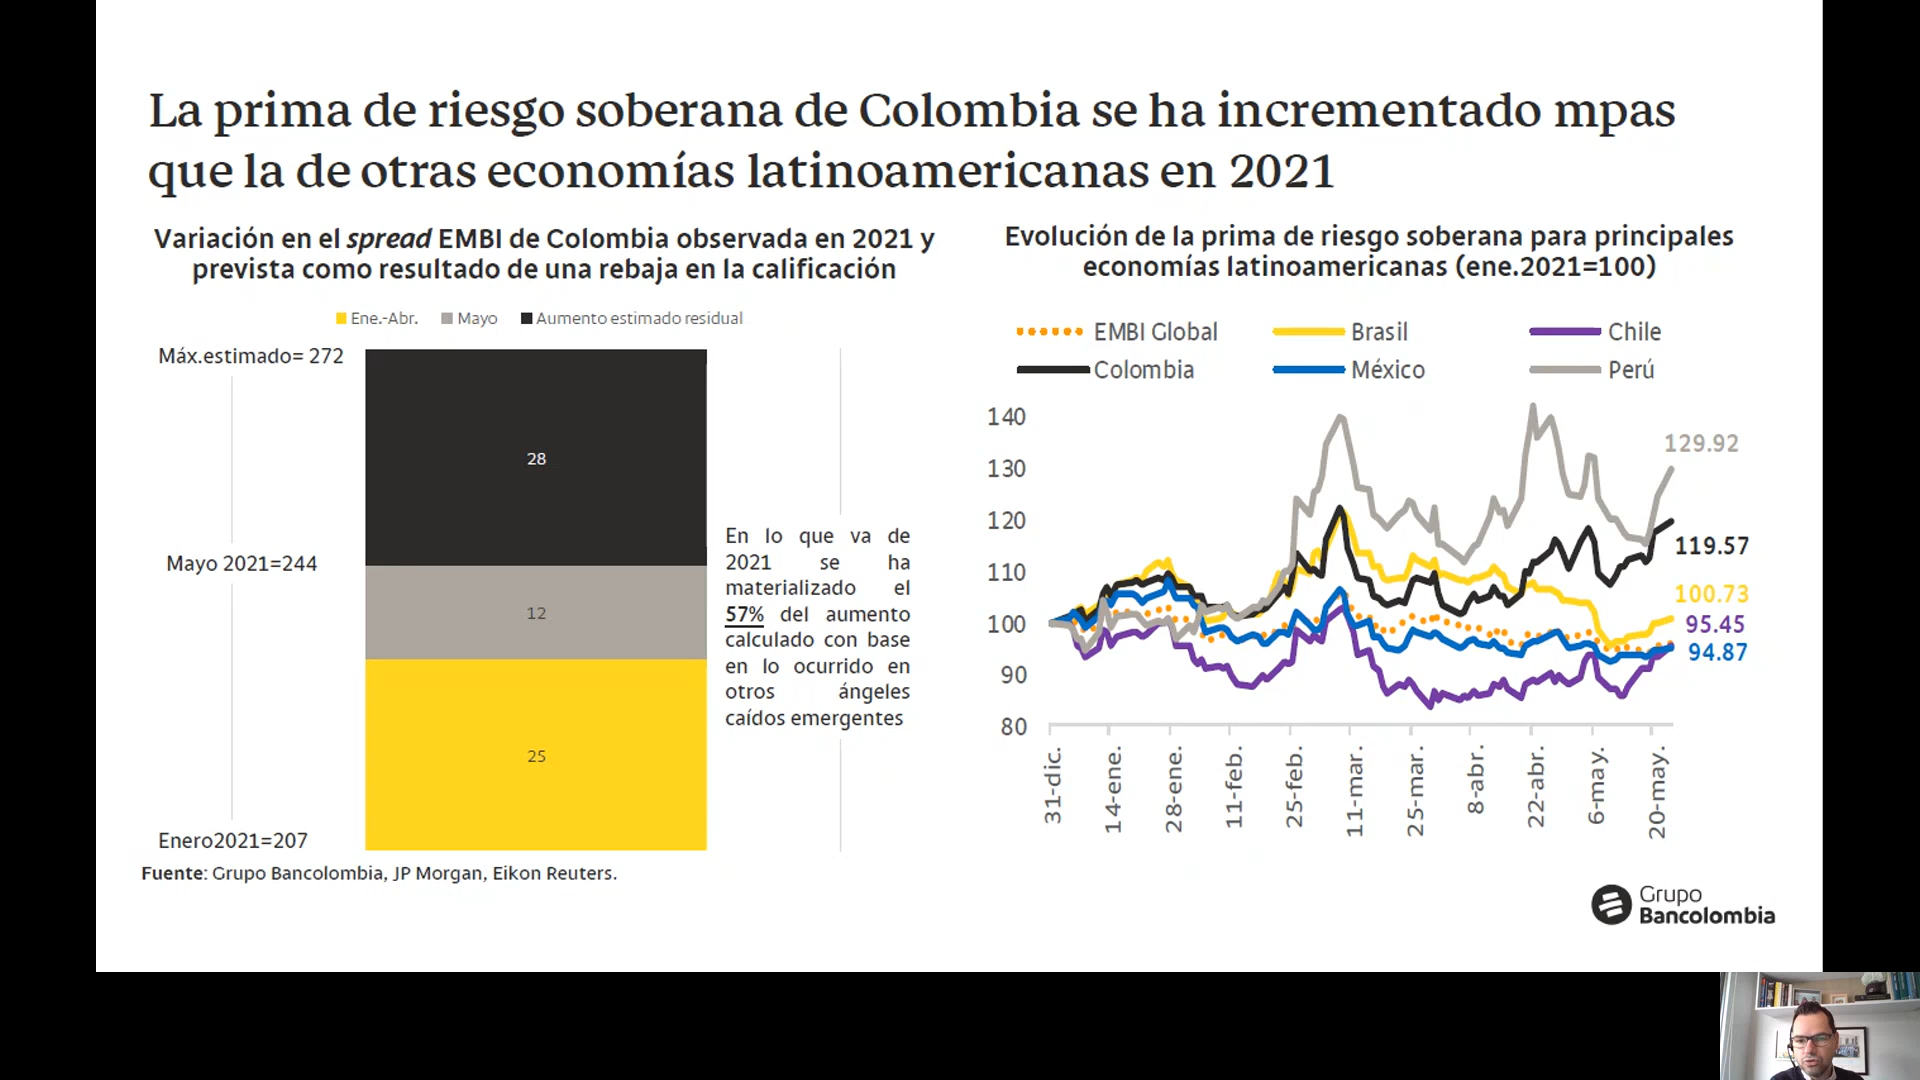 La prima de riesgo soberana de Colombia se ha incrementado mpas
que la de otras economías latinoamericanas en 2021
Variación en el spread EMBI de Colombia observada en 2021 y
prevista como resultado de una rebaja en la calificación
Ene.-Abr. Mayo Aumento estimado residual
Máx.estimado= 272
28
Mayo 2021=244
12
25
Enero2021=207
En lo que va de
2021 se ha
materializado el
57% del aumento
calculado con base
en lo ocurrido en
otros ángeles
caídos emergentes
Fuente: Grupo Bancolombia, JP Morgan, Eikon Reuters.
Evolución de la prima de riesgo soberana para principales
economías latinoamericanas (ene.2021=100)
EMBI Global Brasil Chile
Colombia México Perú
140
130
120
110
100
90
80
129.92
119.57
100.73
95.45
94.87
31-dic.
14-ene.
28-ene.
11-feb.
25-feb.
11-mar.
25-mar.
8-abr.
22-abr.
6-may.
20-may.
Grupo
Bancolombia